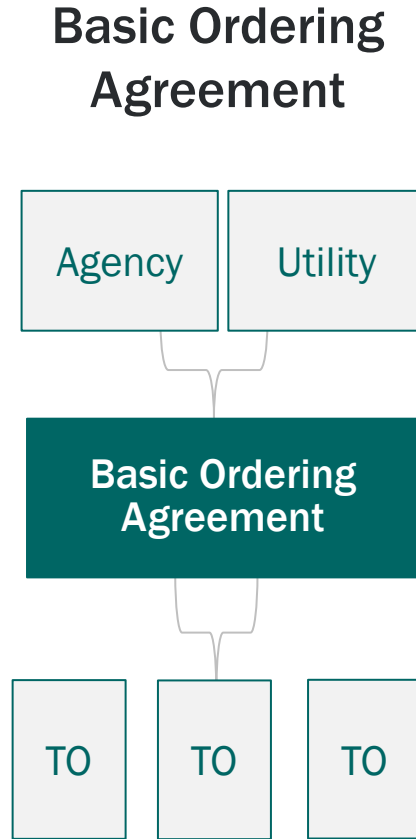 Basic Ordering
Agreement
Agency
Utility
Basic Ordering
Agreement
TO
TO
TO